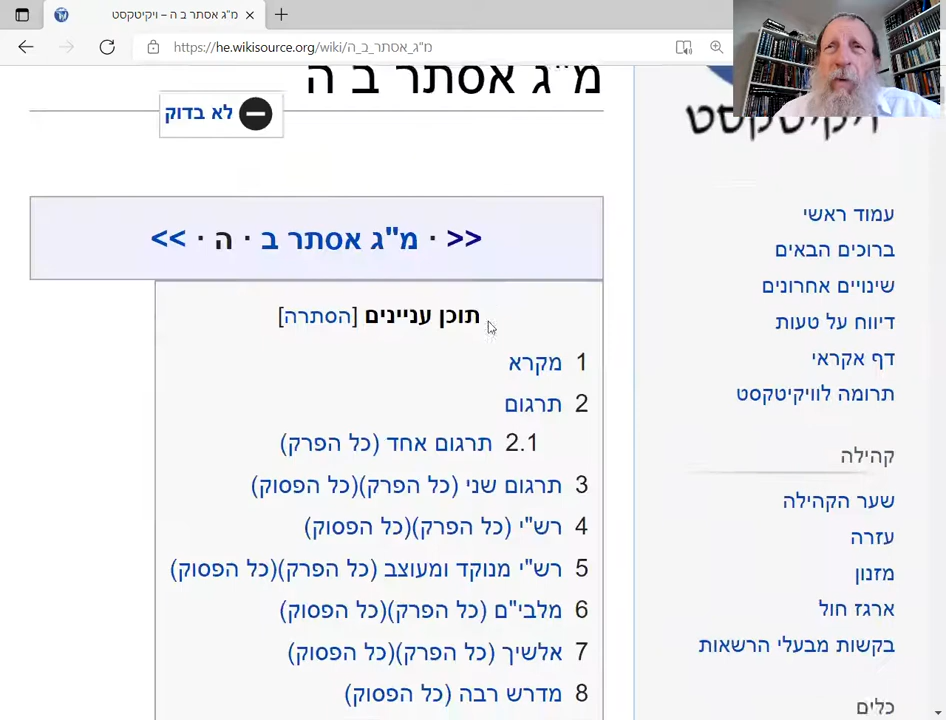 מ"ג אסתר ב ה – ויקיטקסט
https://he.wikisource.org/wiki/מ"ג_אסתר_ב_ה
מ"ג אסתר ב ה
לא בדוק
<< · מ"ג אסתר ב · ה · >>
תוכן עניינים [הסתרה]
1 מקרא
2 תרגום
2.1 תרגום אחד (כל הפרק)
3 תרגום שני (כל הפרק)(כל הפסוק)
4 רש"י (כל הפרק)(כל הפסוק)
5 רש"י מנוקד ומעוצב (כל הפרק)(כל הפסוק)
6 מלבי"ם (כל הפרק)(כל הפסוק)
7 אלשיך (כל הפרק)(כל הפסוק)
8 מדרש רבה (כל הפסוק)
ויקיטקסט
עמוד ראשי
ברוכים הבאים
שינויים אחרונים
דיווח על טעות
דף אקראי
תרומה לוויקיטקסט
קהילה
שער הקהילה
עזרה
מזנון
ארגז חול
בקשות מבעלי הרשאות
כלים